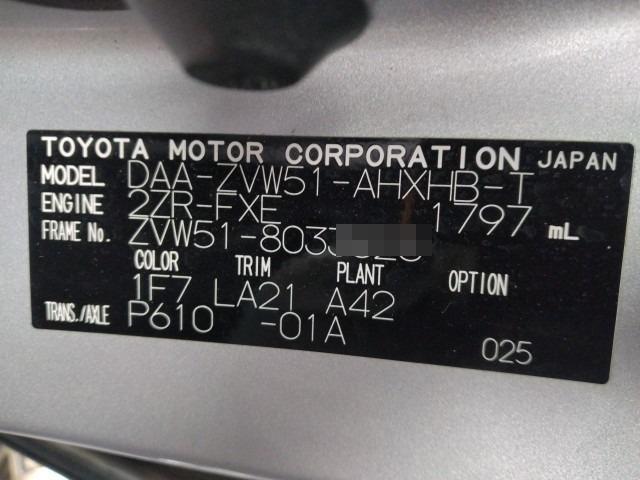 TOYOTA MOTOR CORPORATION JAPAN
MODEL DAA-ZVW51-AHXHB-T
ENGINE 2ZR-FXE 1797 mL
FRAME No. ZVW51-803
COLOR TRIM PLANT OPTION
1F7 LA21 A42
TRANS./AXLE P610 -01A
025